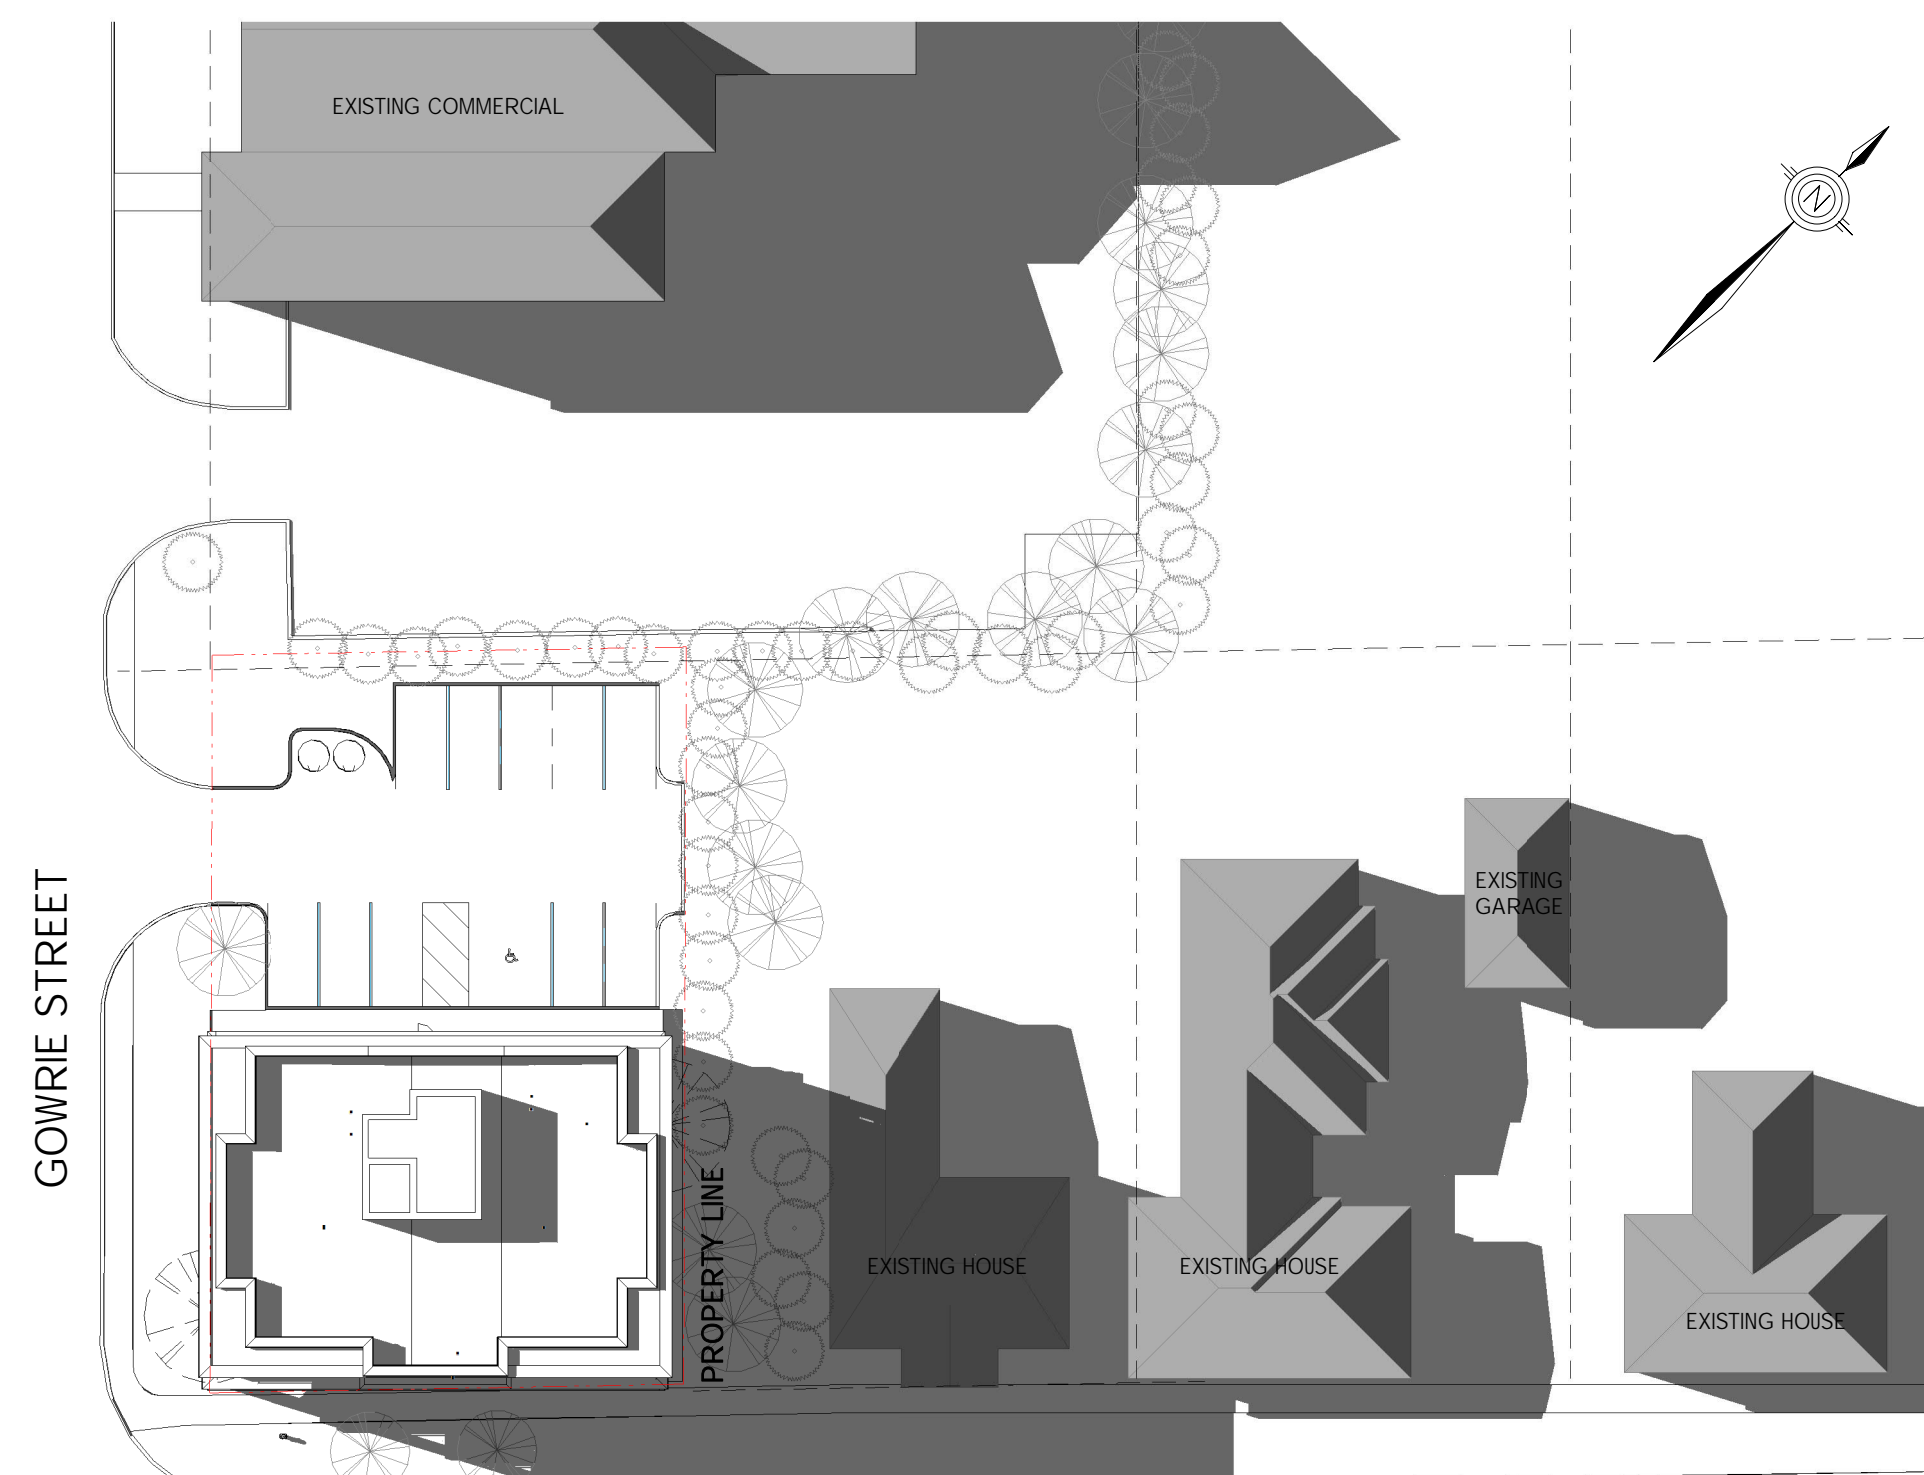 EXISTING COMMERCIAL
N
EXISTING
GARAGE
GOWRIE STREET
PROPERTY LINE
EXISTING HOUSE
EXISTING HOUSE
EXISTING HOUSE